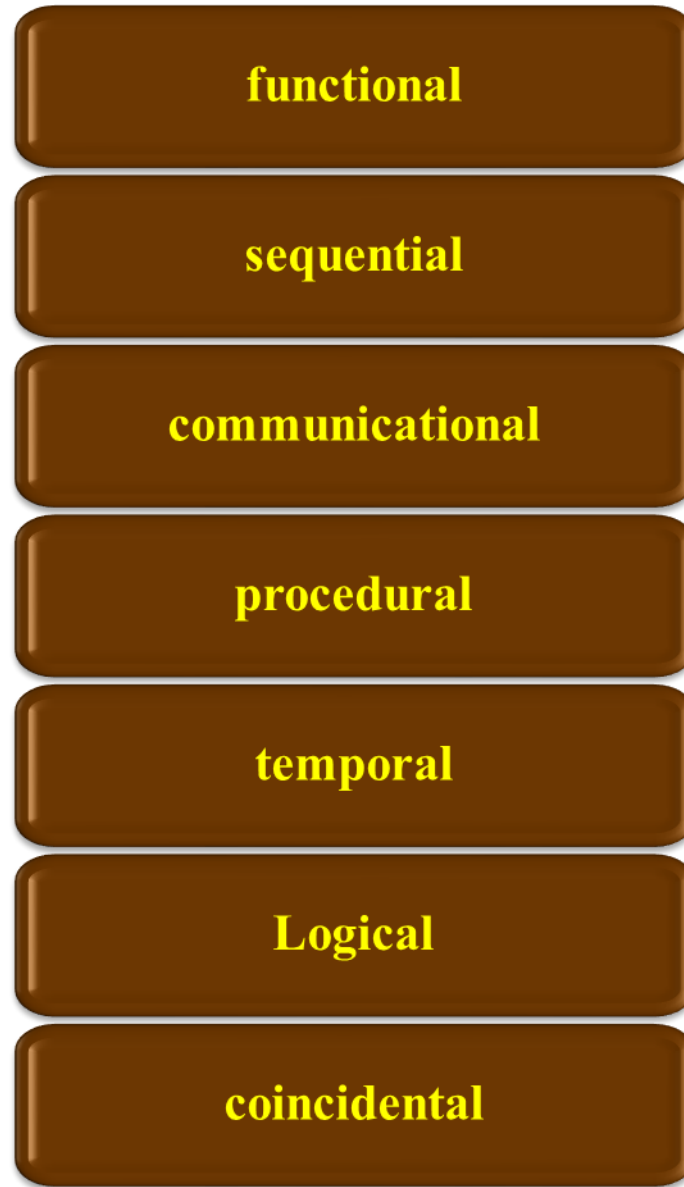 functional
sequential
communicational
procedural
temporal
Logical
coincidental